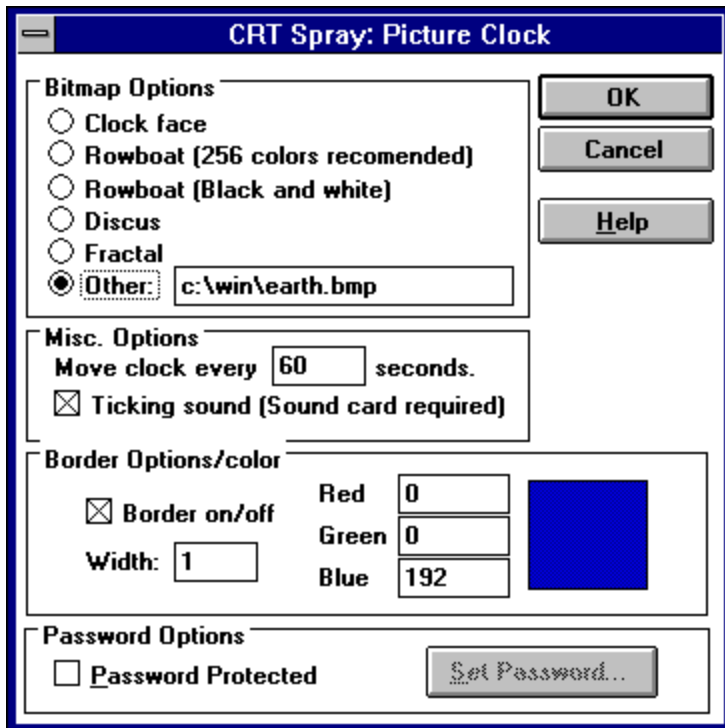 CRT Spray: Picture Clock
Bitmap Options
Clock face
Rowboat (256 colors recomended)
Rowboat (Black and white)
Discus
Fractal
Other: c:\win\earth.bmp
OK
Cancel
Help
Misc. Options
Move clock every 60 seconds.
Ticking sound (Sound card required)
Border Options/color
Border on/off
Width: 1
Red 0
Green 0
Blue 192
Password Options
Password Protected
Set Password...